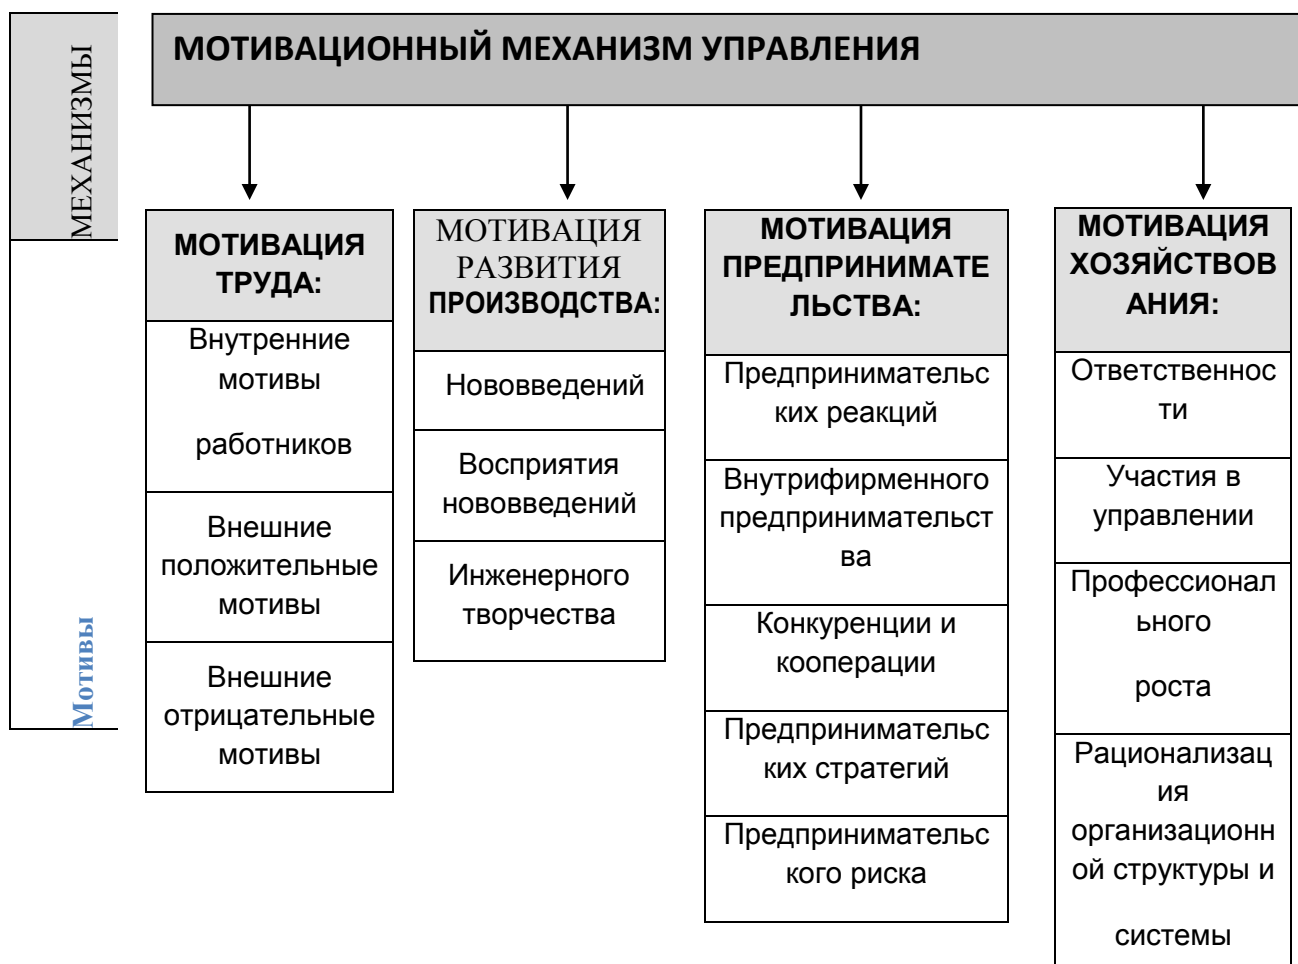 МЕХАНИЗМЫ
МОТИВАЦИОННЫЙ МЕХАНИЗМ УПРАВЛЕНИЯ
Мотивы
МОТИВАЦИЯ
ТРУДА:
Внутренние
мотивы
работников
Внешние
положительные
мотивы
Внешние
отрицательные
мотивы
МОТИВАЦИЯ
РАЗВИТИЯ
ПРОИЗВОДСТВА:
Нововведений
Восприятия
нововведений
Инженерного
творчества
МОТИВАЦИЯ
ПРЕДПРИНИМАТЕ
ЛЬСТВА:
Предпринимательс
ких реакций
Внутрифирменного
предпринимательст
ва
Конкуренции и
кооперации
Предпринимательс
ких стратегий
Предпринимательс
кого риска
МОТИВАЦИЯ
ХОЗЯЙСТВОВ
АНИЯ:
Ответственнос
ти
Участия в
управлении
Профессионал
ьного
роста
Рационализац
ия
организационн
ой структуры и
системы